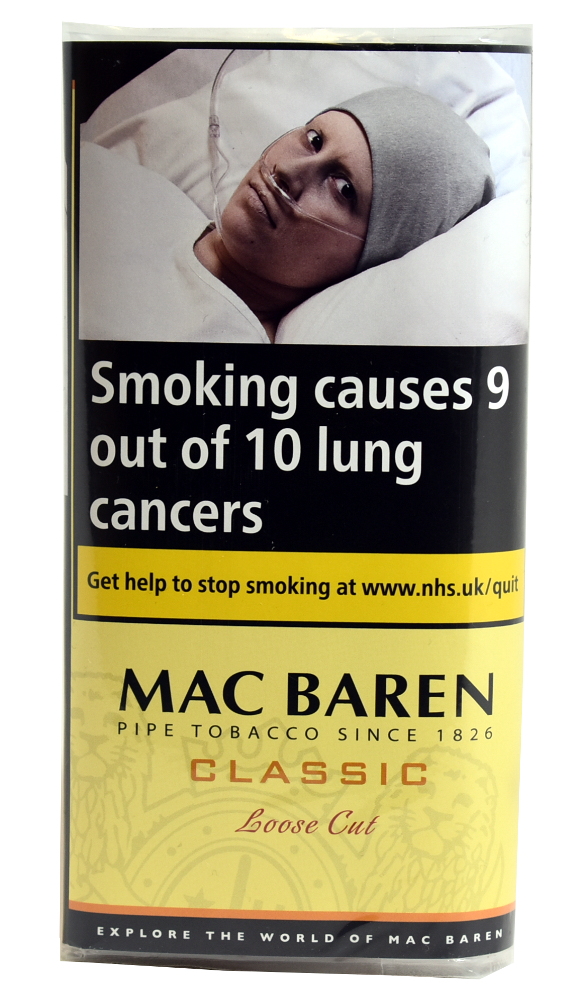 Smoking causes 9
out of 10 lung
cancers
Get help to stop smoking at www.nhs.uk/quit
MAC BAREN
PIPE TOBACCO SINCE 1826
CLASSIC
Loose Cut
EXPLORE THE WORLD OF MAC BAREN